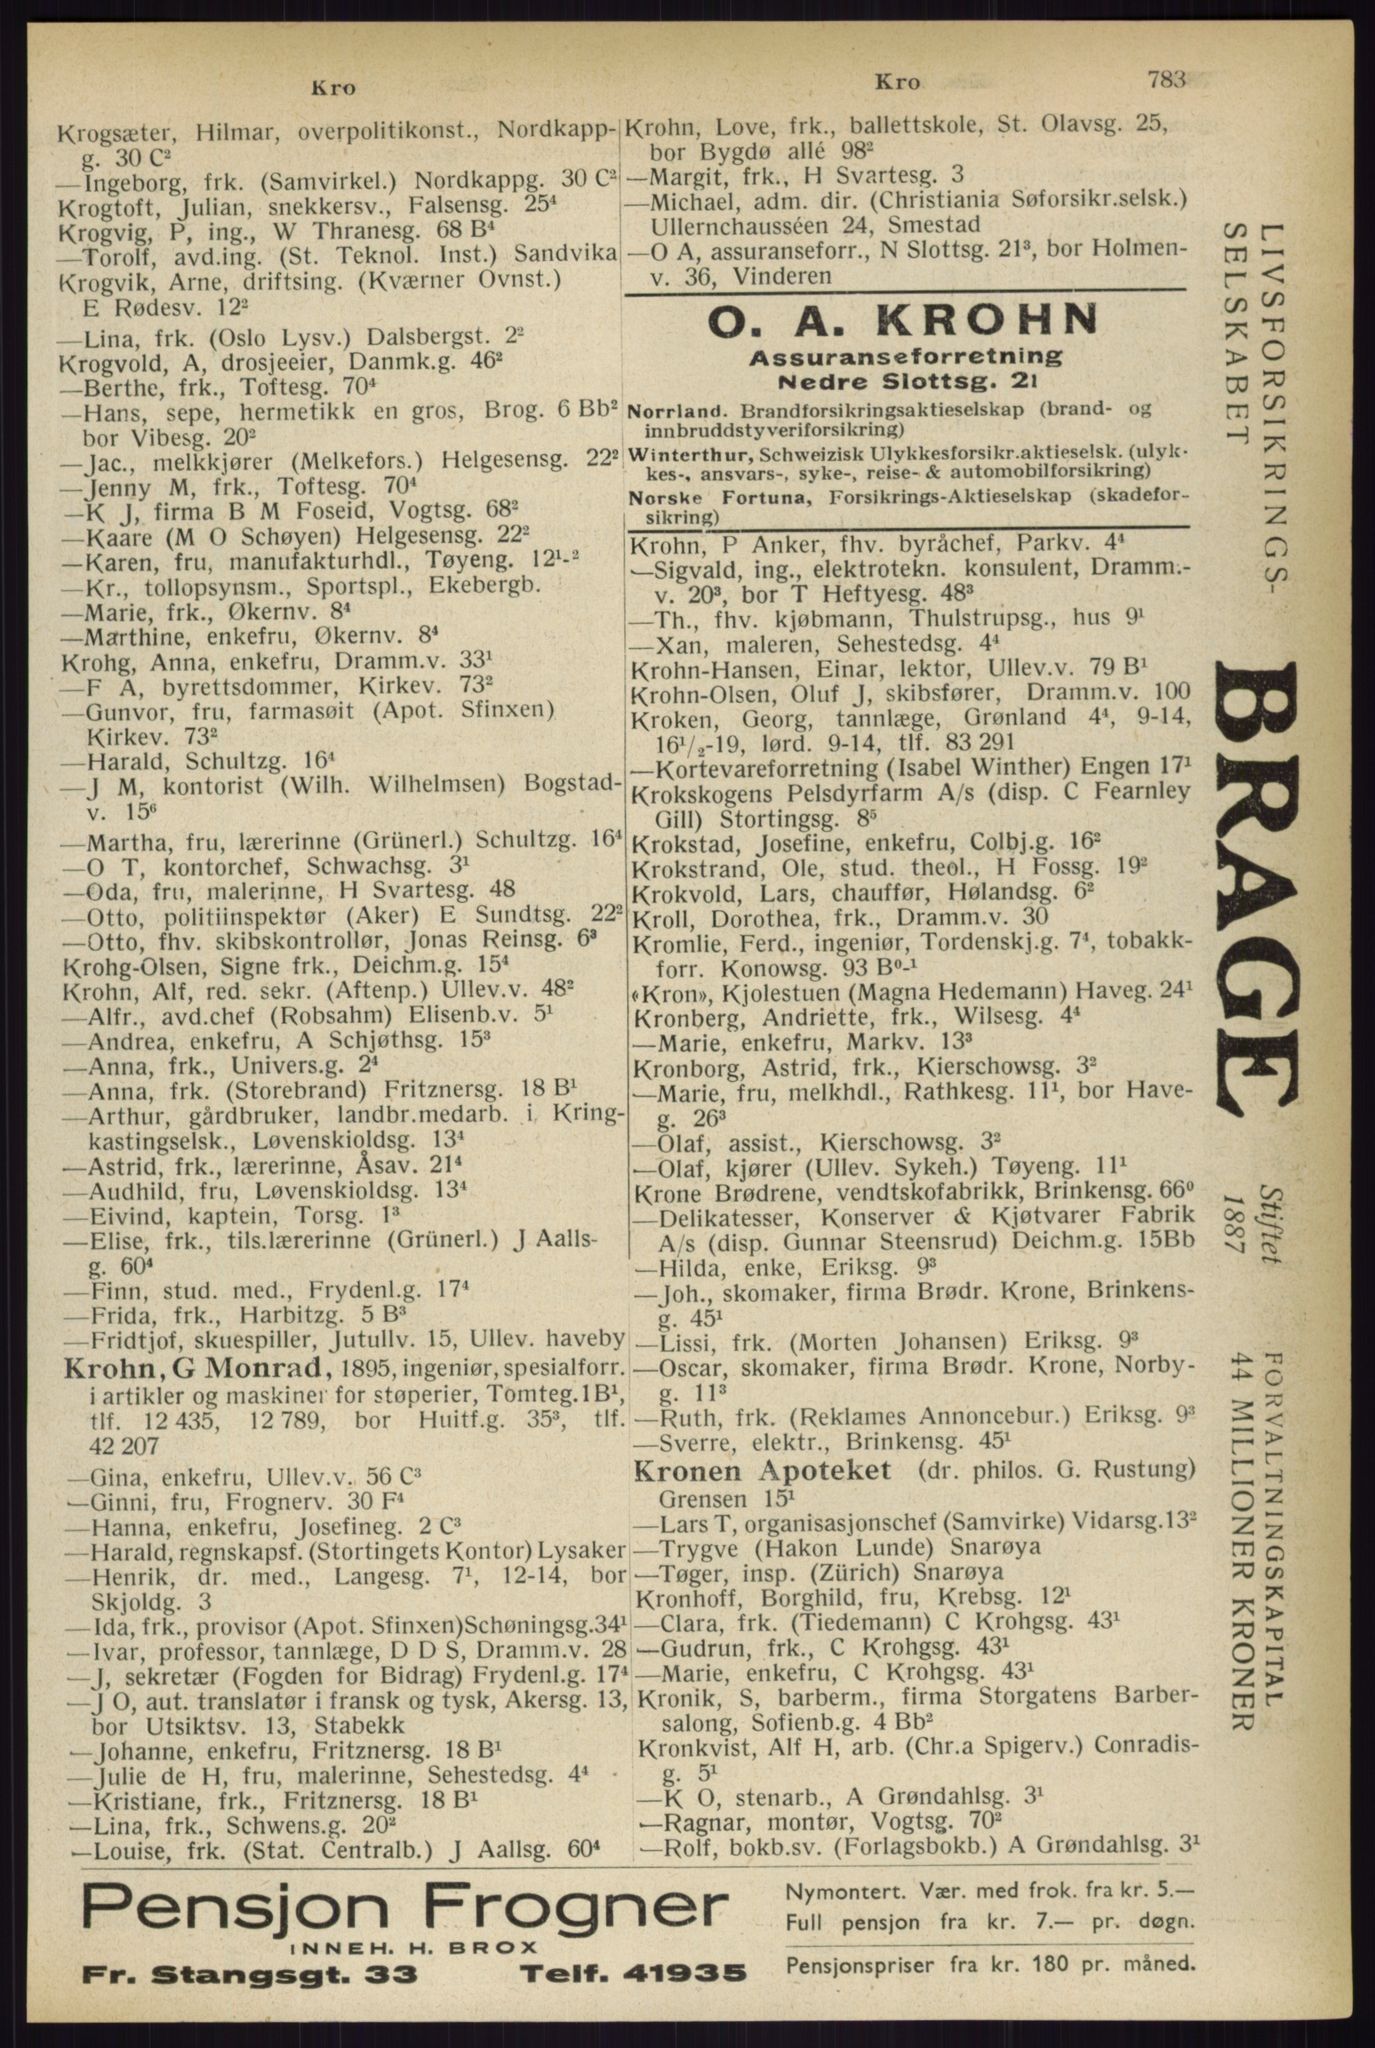 Kro
Krogsæter, Hilmar, overpolitikonst., Nordkapp-
g. 30 C²
—Ingeborg, frk. (Samvirkel.) Nordkappg. 30 C²
Krogtoft, Julian, snekkersv., Falsensg. 25⁴
Krogvig, P, ing., W Thranesg. 68 B⁴
—Torolf, avd.ing. (St. Teknol. Inst.) Sandvika
Krogvik, Arne, driftsing. (Kværner Ovnst.)
E Rødesv. 12²
—Lina, frk. (Oslo Lysv.) Dalsbergst. 2²
Krogvold, A, drosjeeier, Danmk.g. 46²
—Berthe, frk., Toftesg. 70⁴
—Hans, sepe, hermetikk en gros, Brog. 6 Bb²
bor Vibesg. 20²
—Jac., melkkjører (Melkefors.) Helgesensg. 22²
—Jenny M, frk., Toftesg. 70⁴
—K J, firma B M Foseid, Vogtsg. 68²
—Kaare (M O Schøyen) Helgesensg. 22²
—Karen, fru, manufakturhdl., Tøyeng. 12¹-²
—Kr., tollopsynsm., Sportspl., Ekebergb.
—Marie, frk., Økernv. 8⁴
—Marthine, enkefru, Økernv. 8⁴
Krohg, Anna, enkefru, Dramm.v. 33¹
—F A, byrettsdommer, Kirkev. 73²
—Gunvor, fru, farmasøit (Apot. Sfinxen)
Kirkev. 73²
—Harald, Schultzg. 16⁴
—J M, kontorist (Wilh. Wilhelmsen) Bogstad-
v. 15⁶
—Martha, fru, lærerinne (Grünerl.) Schultzg. 16⁴
—O T, kontorchef, Schwachsg. 3¹
—Oda, fru, malerinne, H Svartesg. 48
—Otto, politiinspektør (Aker) E Sundtsg. 22²
—Otto, fhv. skibskontrollør, Jonas Reinsg. 6³
Krohg-Olsen, Signe frk., Deichm.g. 15⁴
Krohn, Alf, red. sekr. (Aftenp.) Ullev.v. 48²
—Alfr., avd.chef (Robsahm) Elisenb.v. 5¹
—Andrea, enkefru, A Schjøthsg. 15³
—Anna, frk., Univers.g. 2⁴
—Anna, frk. (Storebrand) Fritznersg. 18 B¹
—Arthur, gårdbruker, landbr.medarb. i Kring-
kastingselsk., Løvenskioldsg. 13⁴
—Astrid, frk., lærerinne, Åsav. 21⁴
—Audhild, fru, Løvenskioldsg. 13⁴
—Eivind, kaptein, Torsg. 1³
—Elise, frk., tils.lærerinne (Grünerl.) J Aalls-
g. 60⁴
—Finn, stud. med., Frydenl.g. 17⁴
—Frida, frk., Harbitzg. 5 B³
—Fridtjof, skuespiller, Jutullv. 15, Ullev. haveby
Krohn, G Monrad, 1895, ingeniør, spesialforr.
i artikler og maskiner for støperier, Tomteg. 1B¹,
tlf. 12 435, 12 789, bor Huitf.g. 35³, tlf.
42 207
—Gina, enkefru, Ullev.v. 56 C³
—Ginni, fru, Frognerv. 30 F⁴
—Hanna, enkefru, Josefineg. 2 C³
—Harald, regnskapsf. (Stortingets Kontor) Lysaker
—Henrik, dr. med., Langesg. 7¹, 12-14, bor
Skjoldg. 3
—Ida, frk., provisor (Apot. Sfinxen)Schøningsg.34¹
—Ivar, professor, tannlæge, D D S, Dramm.v. 28
—J, sekretær (Fogden for Bidrag) Frydenl.g. 17⁴
—J O, aut. translatør i fransk og tysk, Akersg. 13,
bor Utsiktsv. 13, Stabekk
—Johanne, enkefru, Fritznersg. 18 B¹
—Julie de H, fru, malerinne, Sehestedsg. 4⁴
—Kristiane, frk., Fritznersg. 18 B¹
—Lina, frk., Schwens.g. 20²
—Louise, frk. (Stat. Centralb.) J Aallsg. 60⁴
Kro 783
Krohn, Love, frk., ballettskole, St. Olavsg. 25,
bor Bygdø allé 98²
—Margit, frk., H Svartesg. 3
—Michael, adm. dir. (Christiania Søforsikr.selsk.)
Ullernchausséen 24, Smestad
—O A, assuranseforr., N Slottsg. 21³, bor Holmen-
v. 36, Vinderen
O. A. KROHN
Assuranseforretning
Nedre Slottsg. 21
Norrland. Brandforsikringsaktieselskap (brand- og
innbruddstyveriforsikring)
Winterthur, Schweizisk Ulykkesforsikr.aktieselsk. (ulyk-
kes-, ansvars-, syke-, reise- & automobilforsikring)
Norske Fortuna, Forsikrings-Aktieselskap (skadefor-
sikring)
Krohn, P Anker, fhv. byråchef, Parkv. 4⁴
—Sigvald, ing., elektrotekn. konsulent, Dramm.-
v. 20³, bor T Heftyesg. 48³
—Th., fhv. kjøbmann, Thulstrupsg., hus 9¹
—Xan, maleren, Sehestedsg. 4⁴
Krohn-Hansen, Einar, lektor, Ullev.v. 79 B¹
Krohn-Olsen, Oluf J, skibsfører, Dramm.v. 100
Kroken, Georg, tannlæge, Grønland 4⁴, 9-14,
16¹/₂-19, lørd. 9-14, tlf. 83 291
—Kortevareforretning (Isabel Winther) Engen 17¹
Krokskogens Pelsdyrfarm A/s (disp. C Fearnley
Gill) Stortingsg. 8⁵
Krokstad, Josefine, enkefru, Colbj.g. 16²
Krokstrand, Ole, stud. theol., H Fossg. 19²
Krokvold, Lars, chauffør, Hølandsg. 6²
Kroll, Dorothea, frk., Dramm.v. 30
Kromlie, Ferd., ingeniør, Tordenskj.g. 7⁴, tobakk-
forr. Konowsg. 93 B⁰-¹
«Kron», Kjolestuen (Magna Hedemann) Haveg. 24¹
Kronberg, Andriette, frk., Wilsesg. 4⁴
—Marie, enkefru, Markv. 13³
Kronborg, Astrid, frk., Kierschowsg. 3²
—Marie, fru, melkhdl., Rathkesg. 11¹, bor Have-
g. 26³
—Olaf, assist., Kierschowsg. 3²
—Olaf, kjører (Ullev. Sykeh.) Tøyeng. 11¹
Krone Brødrene, vendtskofabrikk, Brinkensg. 66⁰
—Delikatesser, Konserver & Kjøtvarer Fabrik
A/s (disp. Gunnar Steensrud) Deichm.g. 15Bb
—Hilda, enke, Eriksg. 9³
—Joh., skomaker, firma Brødr. Krone, Brinkens-
g. 45¹
—Lissi, frk. (Morten Johansen) Eriksg. 9³
—Oscar, skomaker, firma Brødr. Krone, Norby-
g. 11³
—Ruth, frk. (Reklames Annoncebur.) Eriksg. 9³
—Sverre, elektr., Brinkensg. 45¹
Kronen Apoteket (dr. philos. G. Rustung)
Grensen 15¹
—Lars T, organisasjonschef (Samvirke) Vidarsg.13²
—Trygve (Hakon Lunde) Snarøya
—Tøger, insp. (Zürich) Snarøya
Kronhoff, Borghild, fru, Krebsg. 12¹
—Clara, frk. (Tiedemann) C Krohgsg. 43¹
—Gudrun, frk., C Krohgsg. 43¹
—Marie, enkefru, C Krohgsg. 43¹
Kronik, S, barberm., firma Storgatens Barber-
salong, Sofienb.g. 4 Bb²
Kronkvist, Alf H, arb. (Chr.a Spigerv.) Conradis-
g. 5¹
—K O, stenarb., A Grøndahlsg. 3¹
—Ragnar, montør, Vogtsg. 70²
—Rolf, bokb.sv. (Forlagsbokb.) A Grøndahlsg. 3¹
LIVSFORSIKRINGS-
SELSKABET
BRAGE
Stiftet
1887
FORVALTNINGSKAPITAL
44 MILLIONER KRONER
Pensjon Frogner
INNEH. H. BROX
Fr. Stangsgt. 33 Telf. 41935
Nymontert. Vær. med frok. fra kr. 5.—
Full pensjon fra kr. 7.— pr. døgn.
Pensjonspriser fra kr. 180 pr. måned.